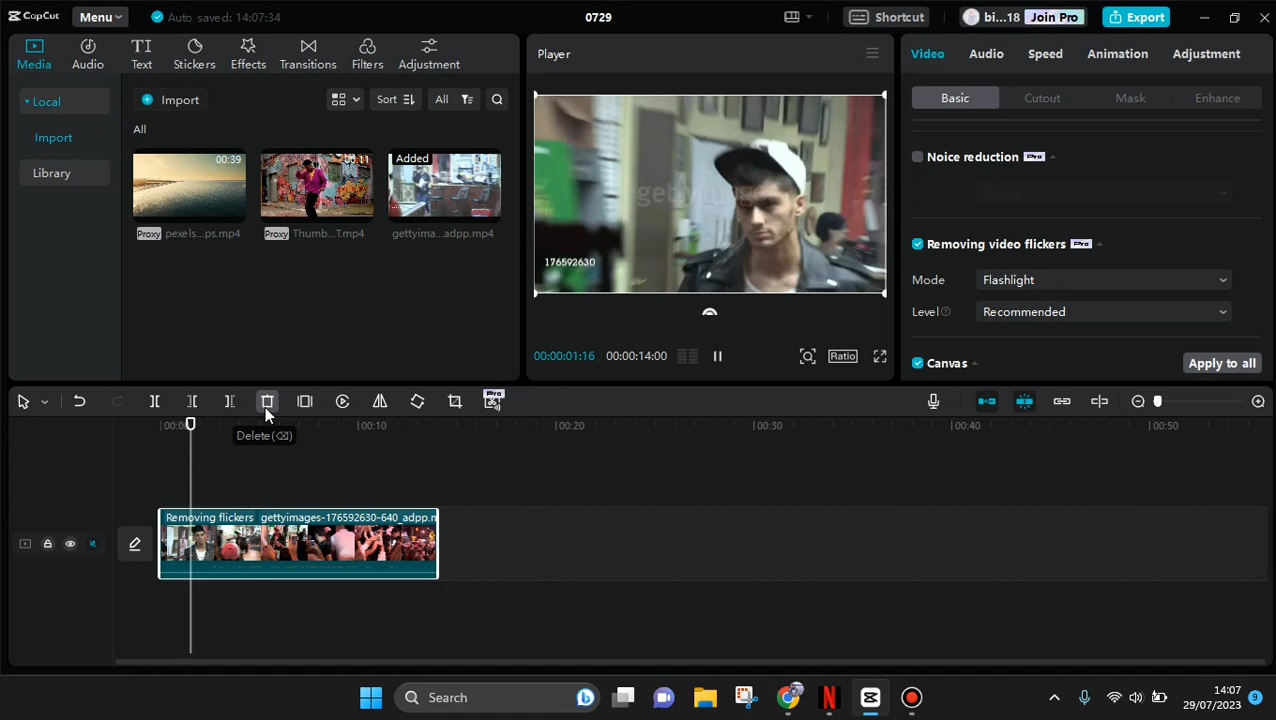 CapCut
Menu
Auto saved: 14:07:34
0729
Shortcut
bi...18
Join Pro
Export
Media
Audio
Text
Stickers
Effects
Transitions
Filters
Adjustment
Local
Import
Library
Import
Sort
All
All
00:39
pexels...ps.mp4
Proxy
Thumb...T.mp4
Proxy
Added
gettyima...adpp.mp4
Player
gettyimages
176592630
00:00:01:16
00:00:14:00
Ratio
Video
Audio
Speed
Animation
Adjustment
Basic
Cutout
Mask
Enhance
Noice reduction
Pro
Removing video flickers
Pro
Mode
Flashlight
Level
Recommended
Canvas
Apply to all
Pro
Delete(⌫)
00:10
00:20
00:30
00:40
00:50
Removing flickers
gettyimages-176592630-640_adpp.m
Search
14:07
29/07/2023
9